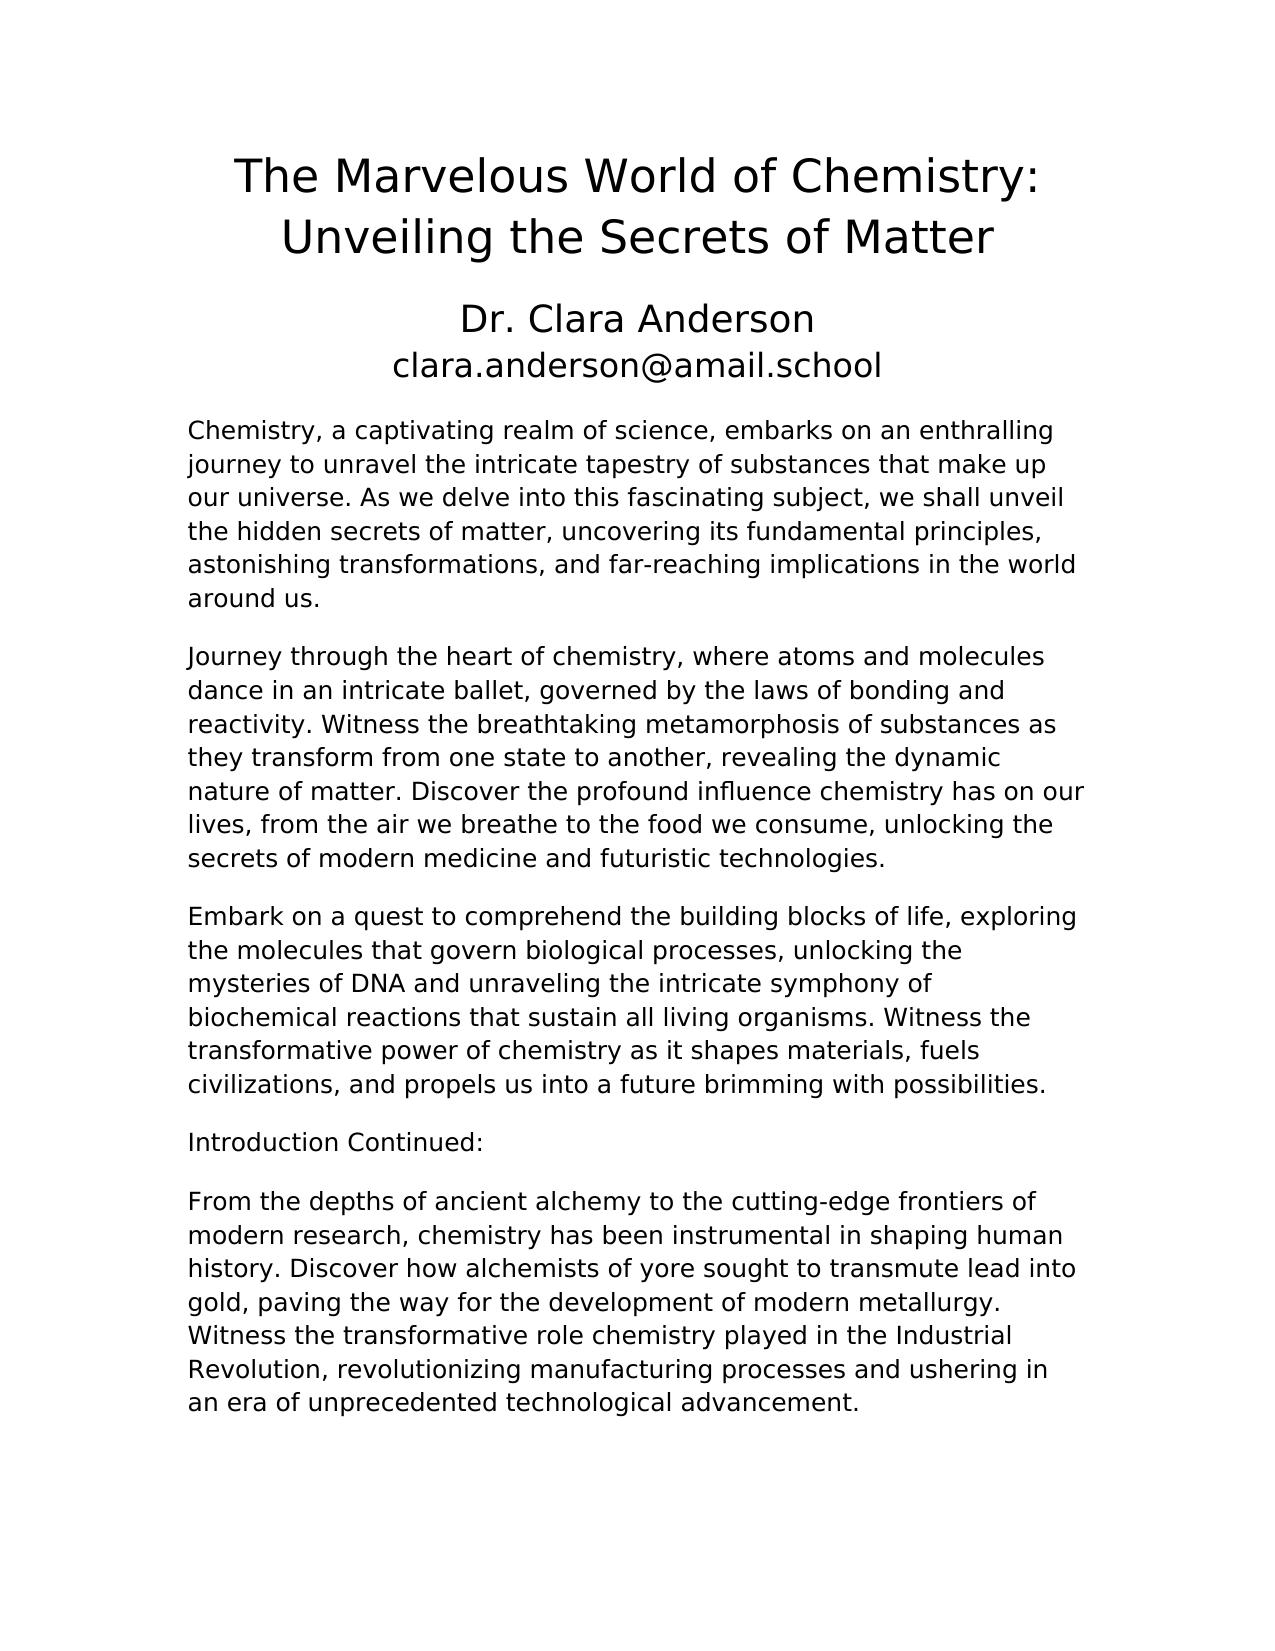 The Marvelous World of Chemistry:
Unveiling the Secrets of Matter
Dr. Clara Anderson
clara.anderson@amail.school
Chemistry, a captivating realm of science, embarks on an enthralling
journey to unravel the intricate tapestry of substances that make up
our universe. As we delve into this fascinating subject, we shall unveil
the hidden secrets of matter, uncovering its fundamental principles,
astonishing transformations, and far-reaching implications in the world
around us.
Journey through the heart of chemistry, where atoms and molecules
dance in an intricate ballet, governed by the laws of bonding and
reactivity. Witness the breathtaking metamorphosis of substances as
they transform from one state to another, revealing the dynamic
nature of matter. Discover the profound influence chemistry has on our
lives, from the air we breathe to the food we consume, unlocking the
secrets of modern medicine and futuristic technologies.
Embark on a quest to comprehend the building blocks of life, exploring
the molecules that govern biological processes, unlocking the
mysteries of DNA and unraveling the intricate symphony of
biochemical reactions that sustain all living organisms. Witness the
transformative power of chemistry as it shapes materials, fuels
civilizations, and propels us into a future brimming with possibilities.
Introduction Continued:
From the depths of ancient alchemy to the cutting-edge frontiers of
modern research, chemistry has been instrumental in shaping human
history. Discover how alchemists of yore sought to transmute lead into
gold, paving the way for the development of modern metallurgy.
Witness the transformative role chemistry played in the Industrial
Revolution, revolutionizing manufacturing processes and ushering in
an era of unprecedented technological advancement.